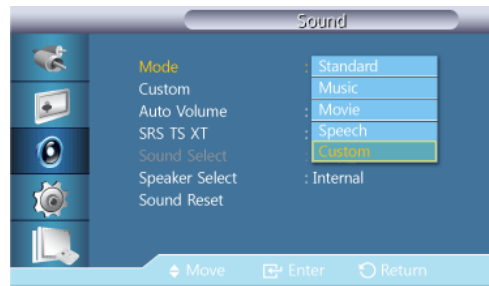 Sound
Mode : Standard
Custom Music
Auto Volume : Movie
SRS TS XT : Speech
Sound Select : Custom
Speaker Select : Internal
Sound Reset
Move Enter Return